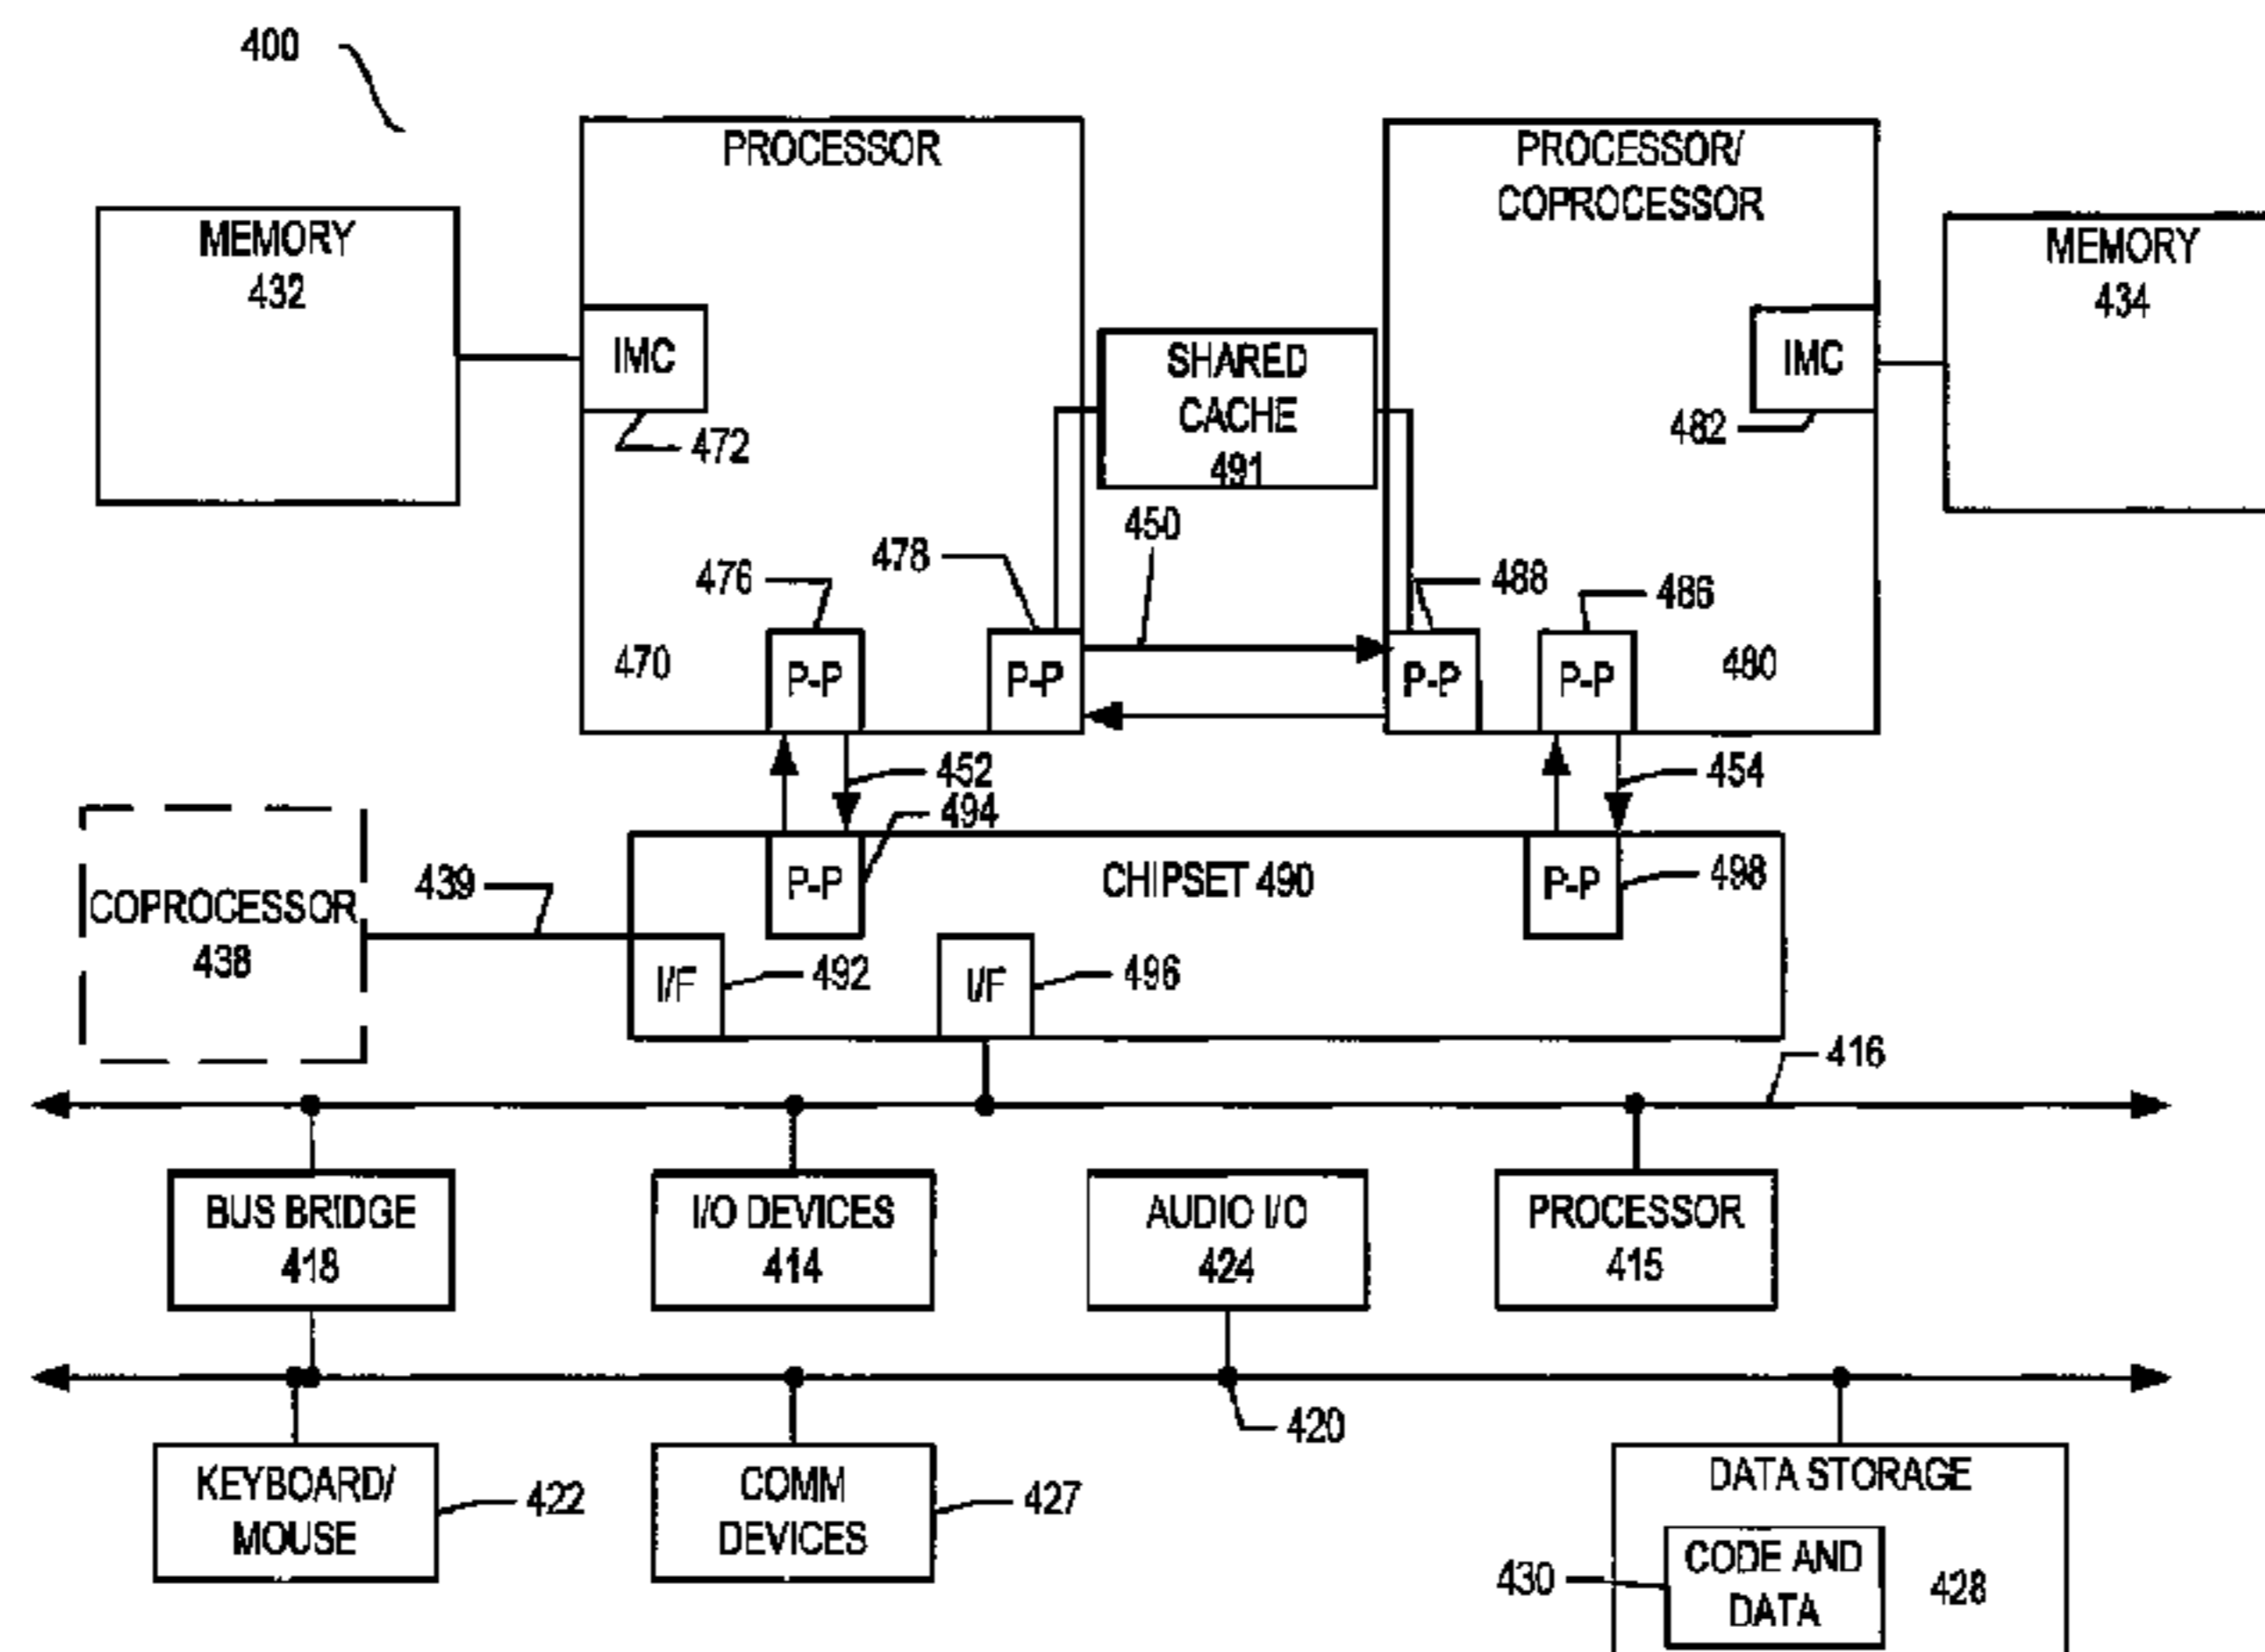 400
PROCESSOR
PROCESSOR/
COPROCESSOR
MEMORY
432
MEMORY
434
IMC
472
SHARED
CACHE
491
IMC
482
450
476
478
488
486
470
P-P
P-P
P-P
P-P
480
452
454
494
COPROCESSOR
438
439
P-P
CHIPSET 490
P-P
498
I/F
492
I/F
496
416
BUS BRIDGE
418
I/O DEVICES
414
AUDIO I/O
424
PROCESSOR
415
420
KEYBOARD/
MOUSE
422
COMM
DEVICES
427
DATA STORAGE
430
CODE AND
DATA
428